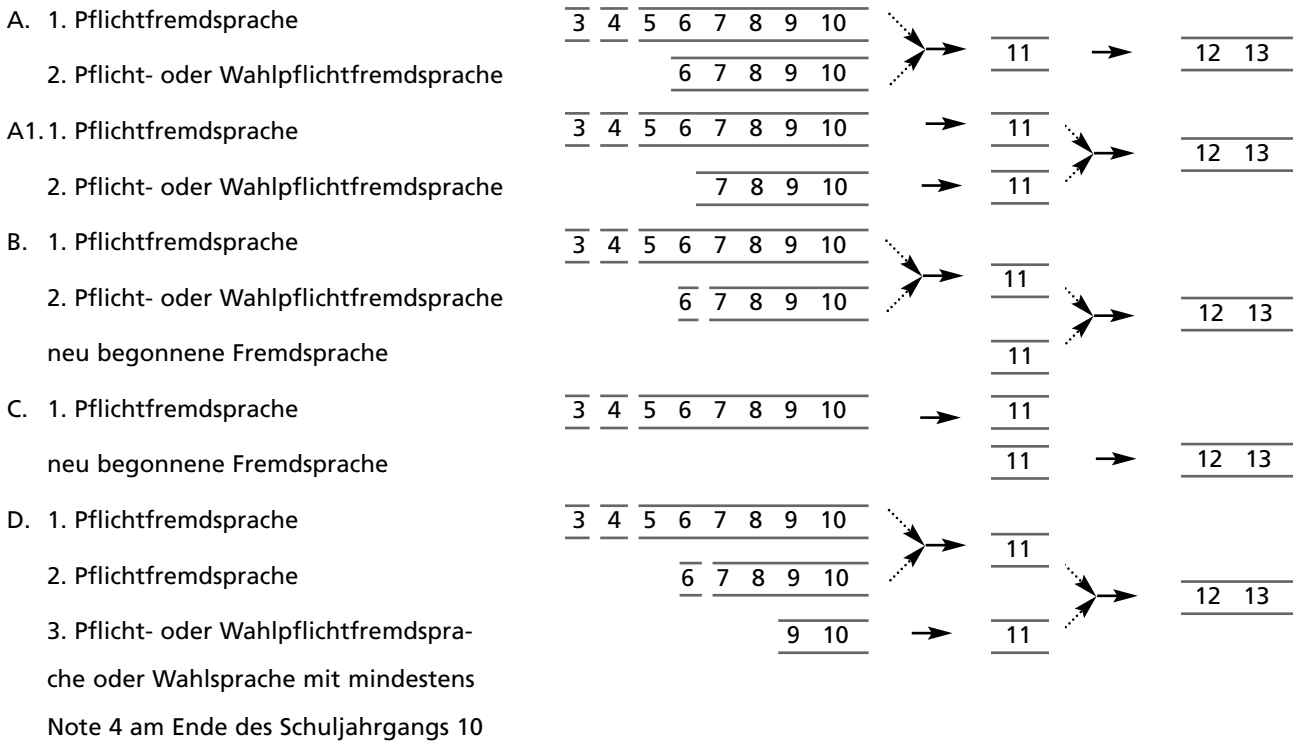 A. 1. Pflichtfremdsprache 3 4 5 6 7 8 9 10
11 12 13
2. Pflicht- oder Wahlpflichtfremdsprache 6 7 8 9 10
A1. 1. Pflichtfremdsprache 3 4 5 6 7 8 9 10 11
12 13
2. Pflicht- oder Wahlpflichtfremdsprache 7 8 9 10 11
B. 1. Pflichtfremdsprache 3 4 5 6 7 8 9 10
11
2. Pflicht- oder Wahlpflichtfremdsprache 6 7 8 9 10
12 13
neu begonnene Fremdsprache 11
C. 1. Pflichtfremdsprache 3 4 5 6 7 8 9 10 11
neu begonnene Fremdsprache 11 12 13
D. 1. Pflichtfremdsprache 3 4 5 6 7 8 9 10
11
2. Pflichtfremdsprache 6 7 8 9 10
12 13
3. Pflicht- oder Wahlpflichtfremdspra- 9 10 11
che oder Wahlsprache mit mindestens
Note 4 am Ende des Schuljahrgangs 10